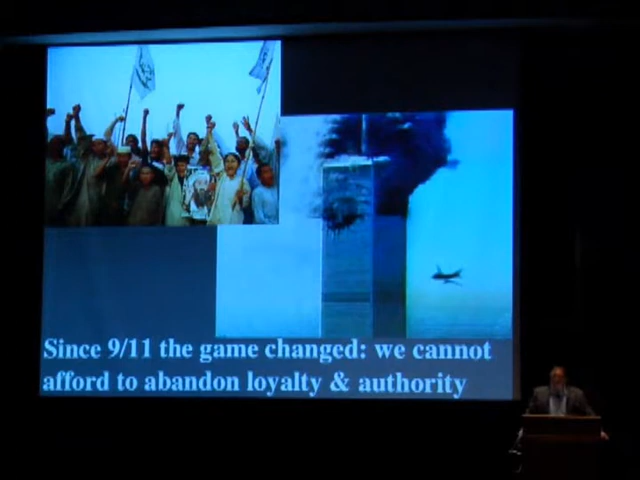 Since 9/11 the game changed: we cannot
afford to abandon loyalty & authority